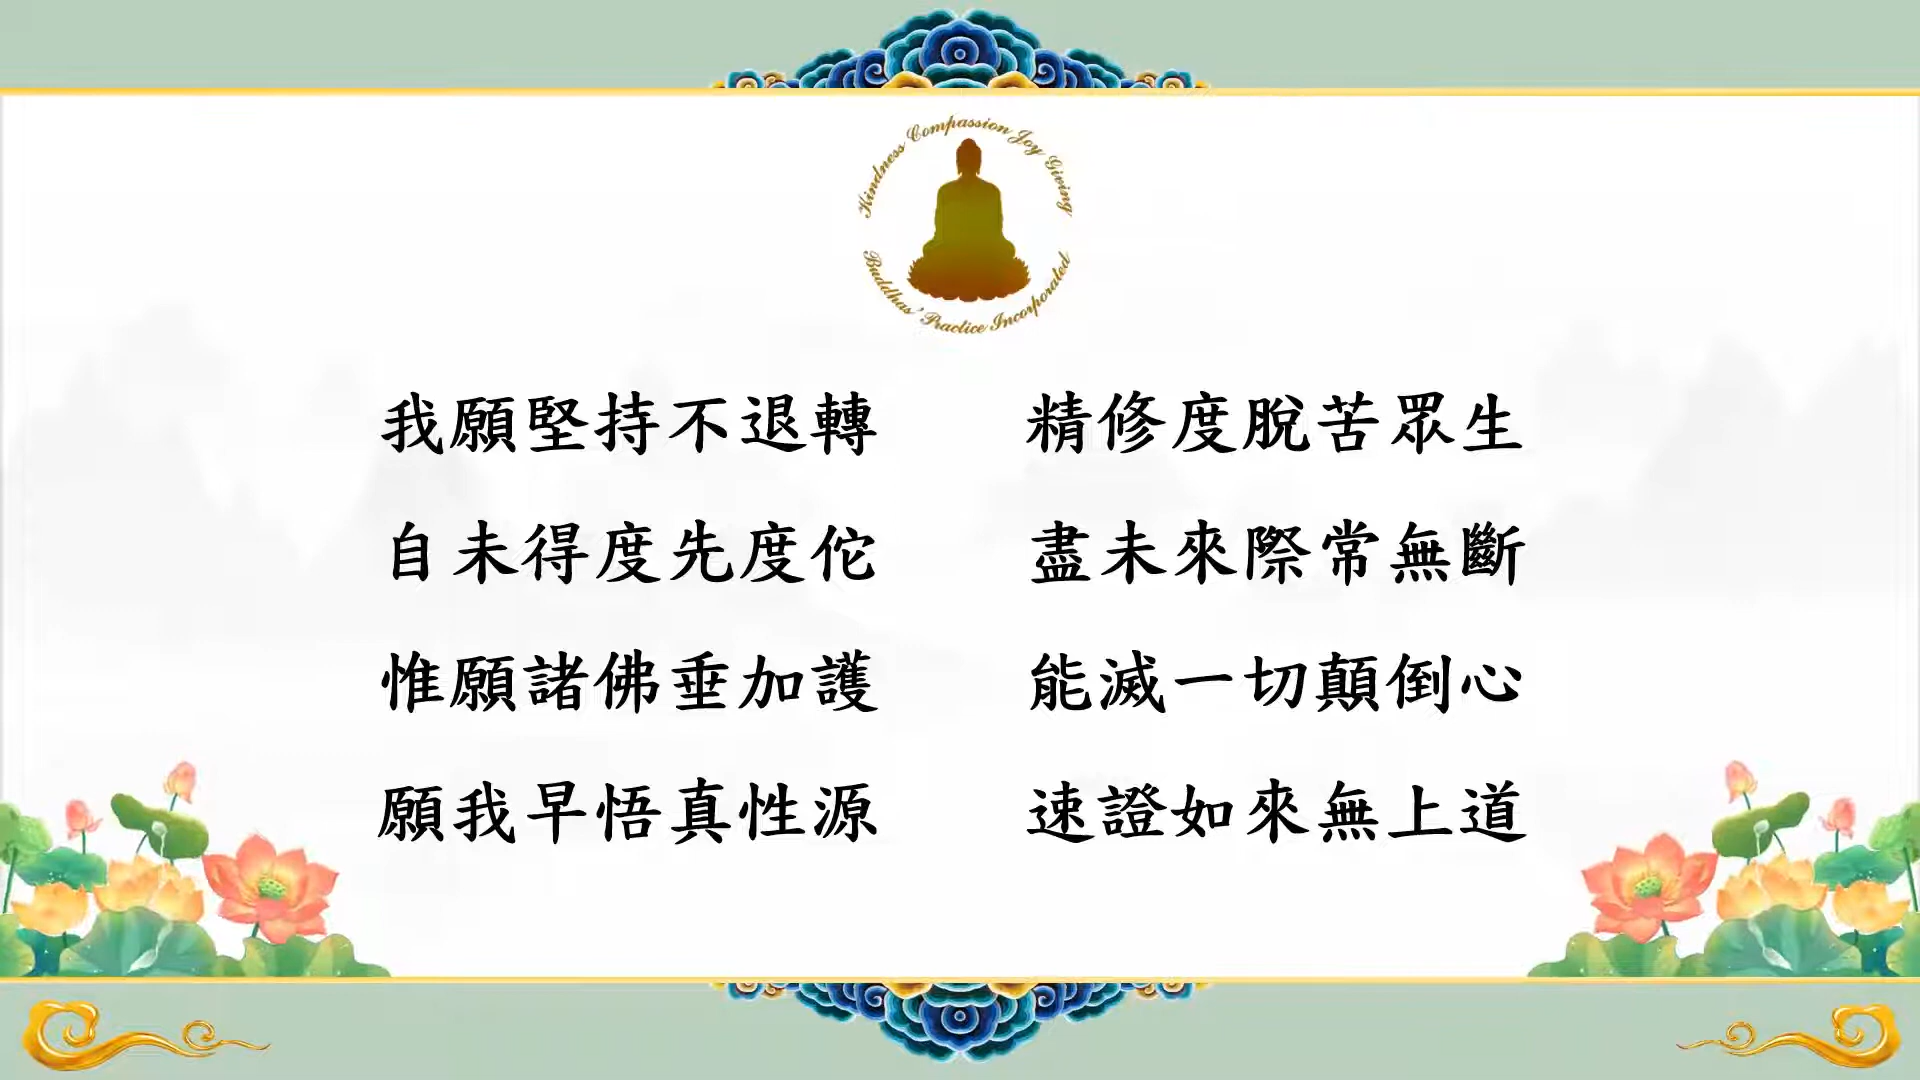 Kindness Compassion Joy Giving
Buddhas' Practice Incorporated
我願堅持不退轉 精修度脫苦眾生
自未得度先度佗 盡未來際常無斷
惟願諸佛垂加護 能滅一切顛倒心
願我早悟真性源 速證如來無上道